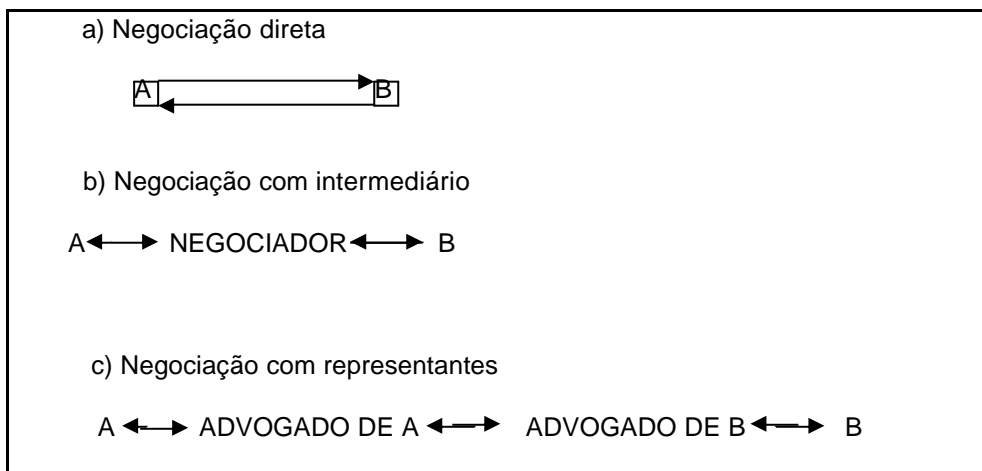 a) Negociação direta
A B
b) Negociação com intermediário
A NEGOCIADOR B
c) Negociação com representantes
A ADVOGADO DE A ADVOGADO DE B B